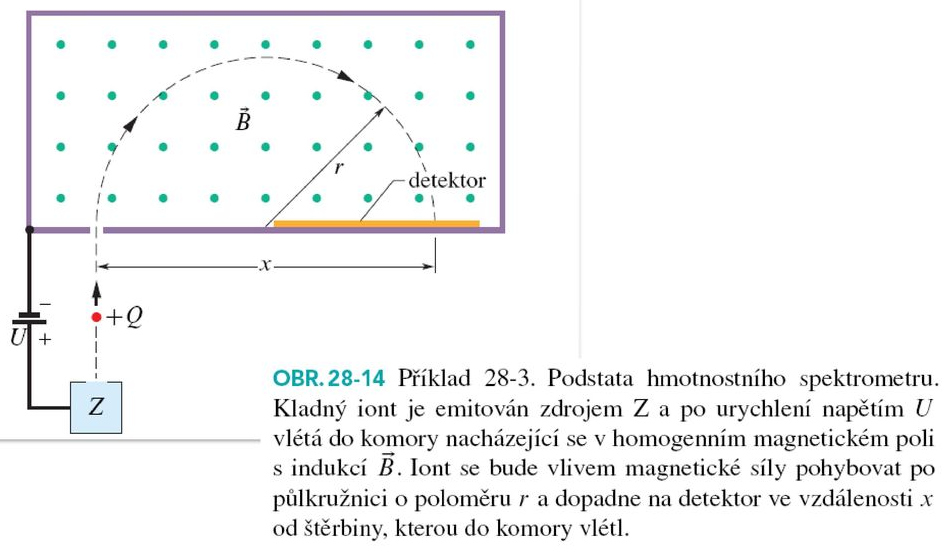 B
r
detektor
x
−
+Q
U +
Z
OBR. 28-14 Příklad 28-3. Podstata hmotnostního spektrometru.
Kladný iont je emitován zdrojem Z a po urychlení napětím U
vlétá do komory nacházející se v homogenním magnetickém poli
s indukcí B⃗. Iont se bude vlivem magnetické síly pohybovat po
půlkružnici o poloměru r a dopadne na detektor ve vzdálenosti x
od štěrbiny, kterou do komory vlétl.